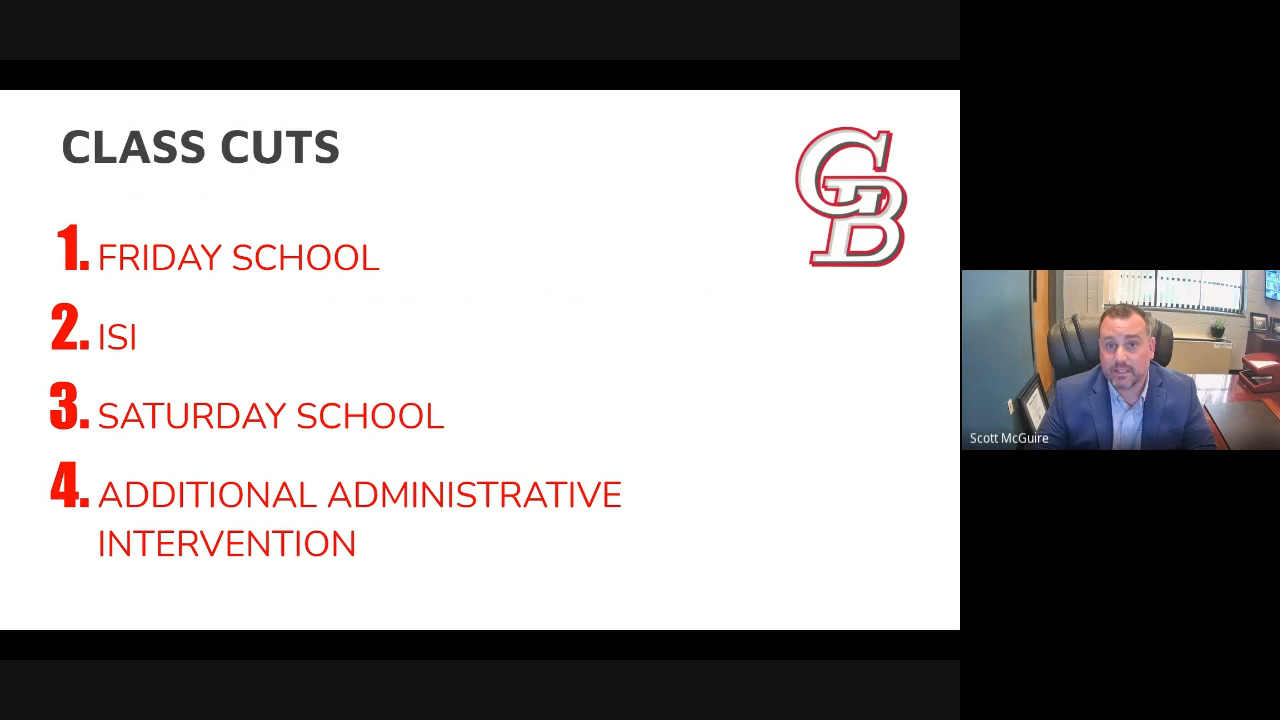 CLASS CUTS
GB
1. FRIDAY SCHOOL
2. ISI
3. SATURDAY SCHOOL
4. ADDITIONAL ADMINISTRATIVE
INTERVENTION
Scott McGuire